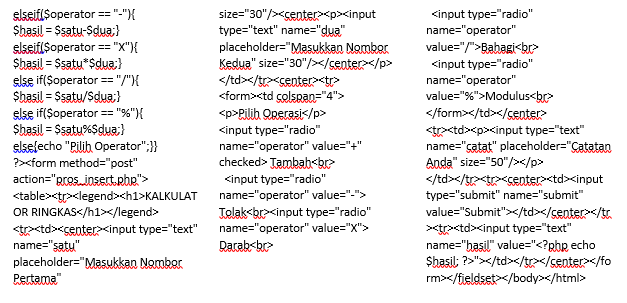 elseif($operator == "-"){
$hasil = $satu-$dua;}
elseif($operator == "X"){
$hasil = $satu*$dua;}
else if($operator == "/"){
$hasil = $satu/$dua;}
else if($operator == "%"){
$hasil = $satu%$dua;}
else{echo "Pilih Operator";}}
?><form method="post"
action="pros_insert.php">
<table><tr><legend><h1>KALKULAT
OR RINGKAS</h1></legend>
<tr><td><center><input type="text"
name="satu"
placeholder="Masukkan Nombor
Pertama"
size="30"/><center><p><input
type="text" name="dua"
placeholder="Masukkan Nombor
Kedua" size="30"/></center></p>
</td></tr><center><tr>
<form><td colspan="4">
<p>Pilih Operasi</p>
<input type="radio"
name="operator" value="+"
checked> Tambah<br>
<input type="radio"
name="operator" value="-">
Tolak<br><input type="radio"
name="operator" value="X">
Darab<br>
<input type="radio"
name="operator"
value="/">Bahagi<br>
<input type="radio"
name="operator"
value="%">Modulus<br>
</form></td></center>
<tr><td><p><input type="text"
name="catat" placeholder="Catatan
Anda" size="50"/></p>
</td></tr><tr><center><td><input
type="submit" name="submit"
value="Submit"></td></center></tr
><tr><td><input type="text"
name="hasil" value="<?php echo
$hasil; ?>"></td></tr></center></fo
rm></fieldset></body></html>